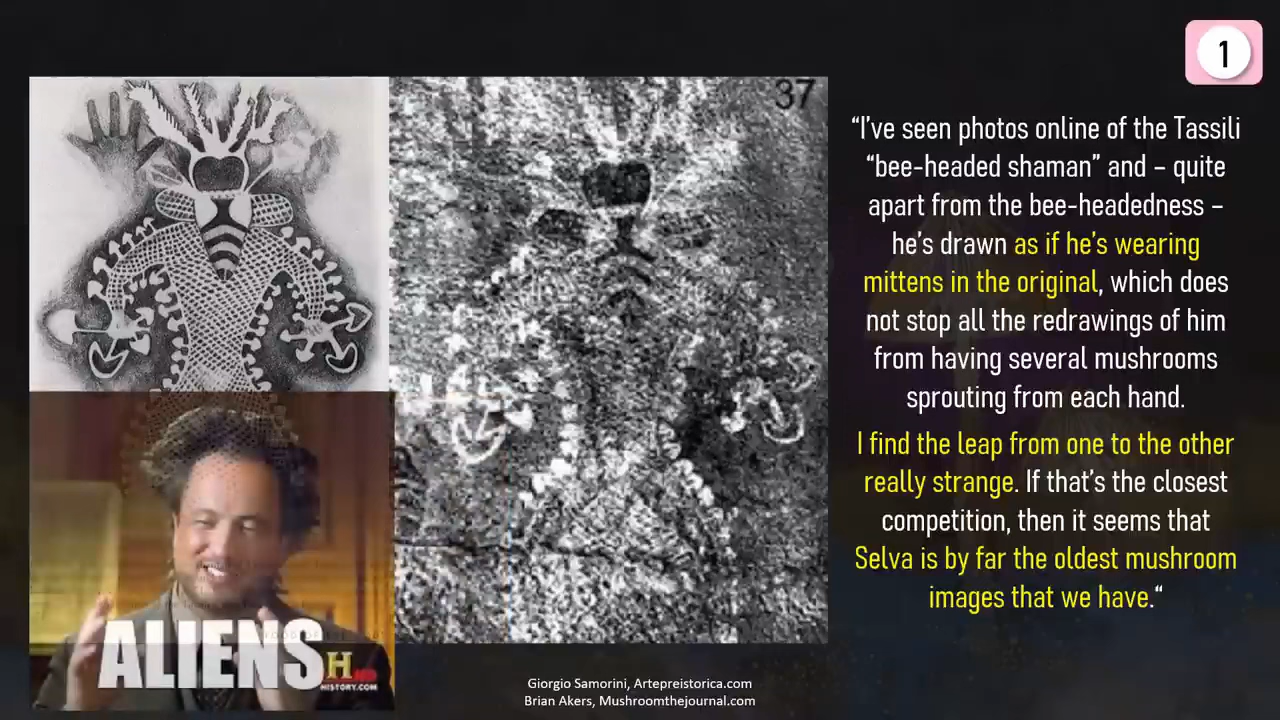 1
37
“I’ve seen photos online of the Tassili
“bee-headed shaman” and – quite
apart from the bee-headedness –
he’s drawn as if he’s wearing
mittens in the original, which does
not stop all the redrawings of him
from having several mushrooms
sprouting from each hand.
I find the leap from one to the other
really strange. If that’s the closest
competition, then it seems that
Selva is by far the oldest mushroom
images that we have.“
ALIENS
H
HD
HISTORY.COM
Giorgio Samorini, Artepreistorica.com
Brian Akers, Mushroomthejournal.com